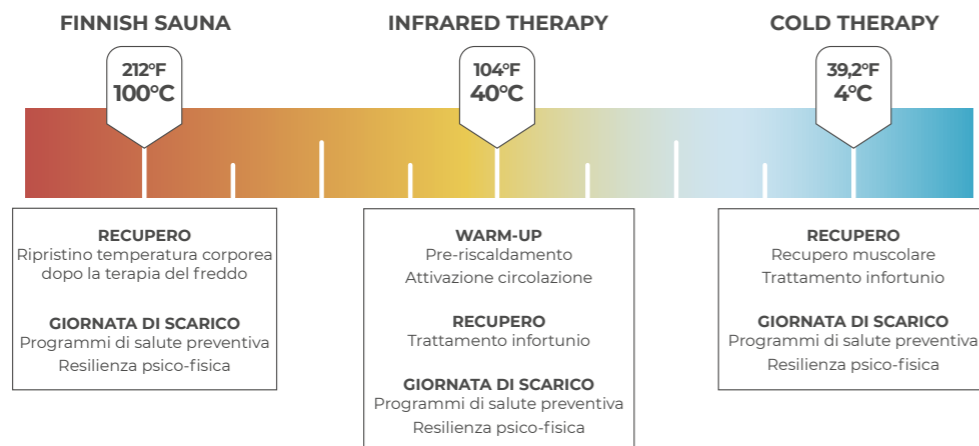 FINNISH SAUNA
212°F
100°C
RECUPERO
Ripristino temperatura corporea
dopo la terapia del freddo
GIORNATA DI SCARICO
Programmi di salute preventiva
Resilienza psico-fisica
INFRARED THERAPY
104°F
40°C
WARM-UP
Pre-riscaldamento
Attivazione circolazione
RECUPERO
Trattamento infortunio
GIORNATA DI SCARICO
Programmi di salute preventiva
Resilienza psico-fisica
COLD THERAPY
39,2°F
4°C
RECUPERO
Recupero muscolare
Trattamento infortunio
GIORNATA DI SCARICO
Programmi di salute preventiva
Resilienza psico-fisica